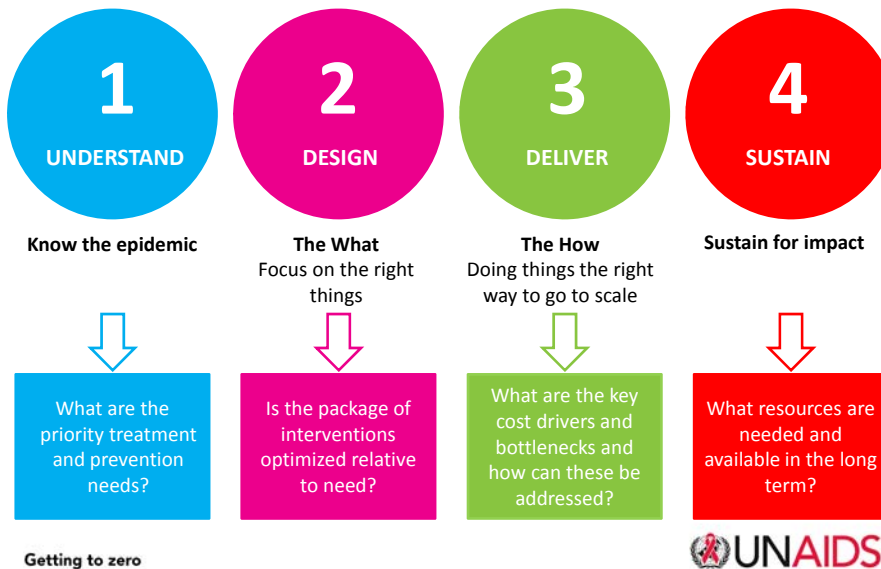 1
UNDERSTAND
2
DESIGN
3
DELIVER
4
SUSTAIN
Know the epidemic
The What
Focus on the right
things
The How
Doing things the right
way to go to scale
Sustain for impact
What are the
priority treatment
and prevention
needs?
Is the package of
interventions
optimized relative
to need?
What are the key
cost drivers and
bottlenecks and
how can these be
addressed?
What resources are
needed and
available in the long
term?
Getting to zero
UNAIDS